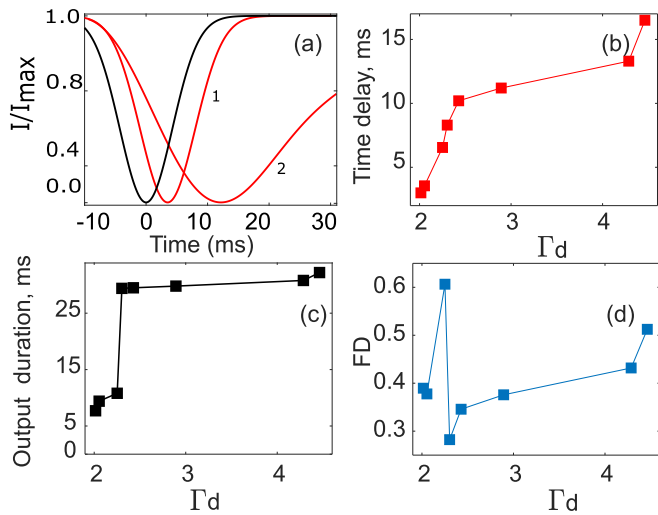 I/Imax
1.0
0.8
0.4
0.0
(a)
1
2
-10 0 10 20 30
Time (ms)
Time delay, ms
15
10
5
(b)
2 3 4
Γd
Output duration, ms
25
15
5
0
(c)
2 3 4
Γd
FD
0.6
0.5
0.4
0.3
(d)
2 3 4
Γd